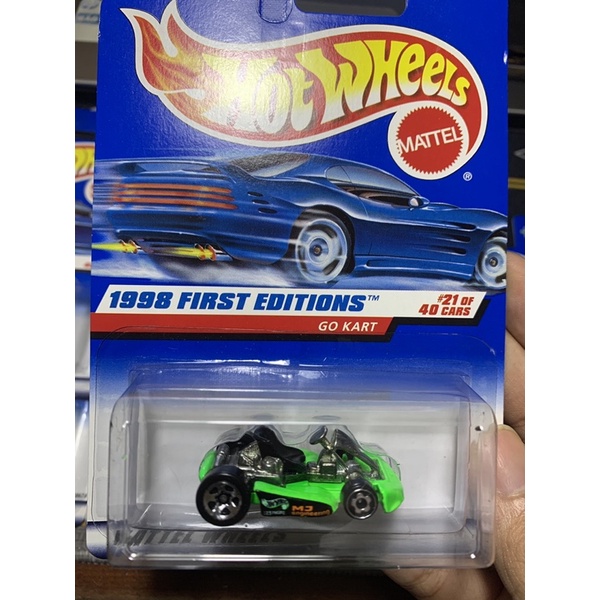 HOT WHEELS
MATTEL
®
1998 FIRST EDITIONS™
#21 OF
40 CARS
GO KART
MJ